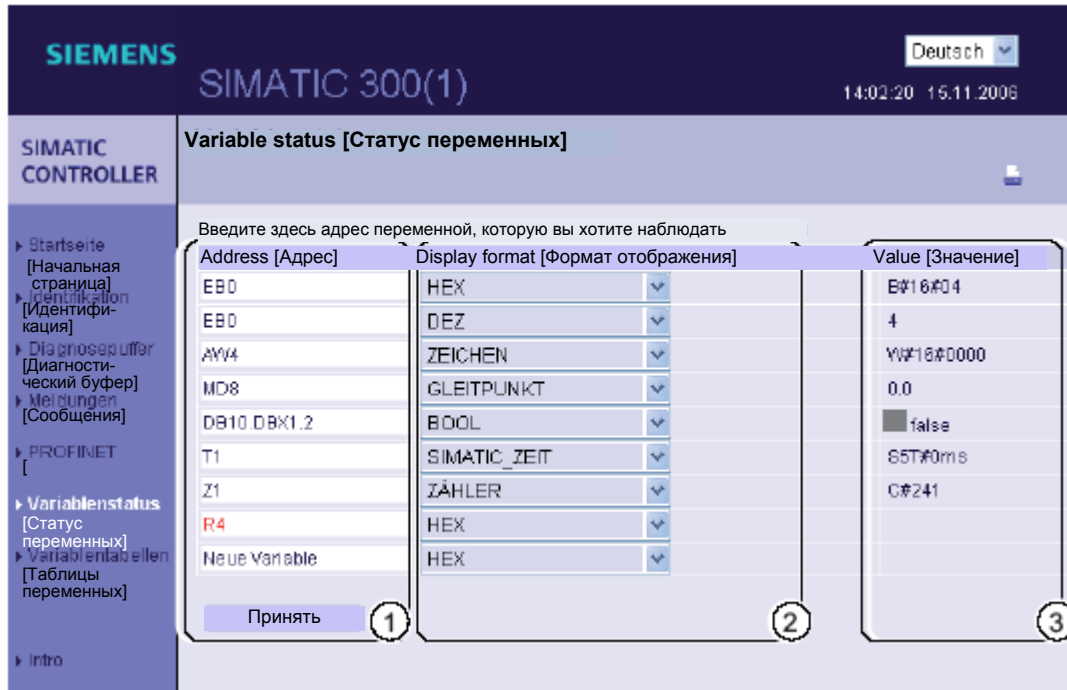 SIEMENS
SIMATIC 300(1)
Deutsch
14:02:20 15.11.2006
SIMATIC
CONTROLLER
Variable status [Статус переменных]
Startseite
[Начальная
страница]
Identifikation
[Идентифи-
кация]
Diagnosepuffer
[Диагности-
ческий буфер]
Meldungen
[Сообщения]
PROFINET
[
Variablenstatus
[Статус
переменных]
Variablentabellen
[Таблицы
переменных]
Intro
Введите здесь адрес переменной, которую вы хотите наблюдать
Address [Адрес] Display format [Формат отображения] Value [Значение]
EB0 HEX B#16#04
EB0 DEZ 4
AW4 ZEICHEN W#16#0000
MD8 GLEITPUNKT 0.0
DB10.DBX1.2 BOOL false
T1 SIMATIC_ZEIT S5T#0ms
Z1 ZÄHLER C#241
R4 HEX
Neue Variable HEX
Принять
1 2 3